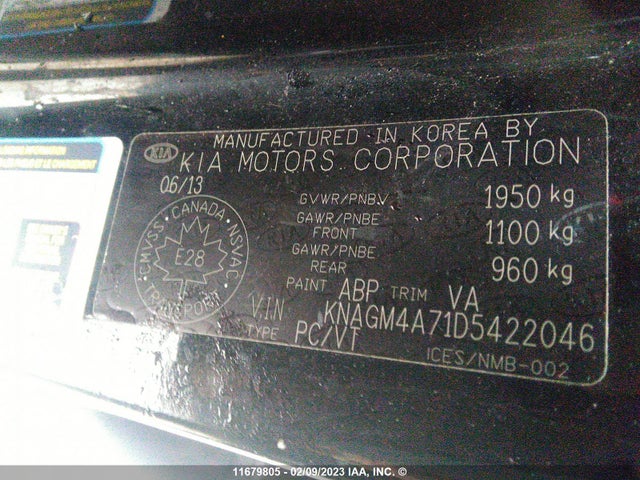 MANUFACTURED IN KOREA BY
KIA KIA MOTORS CORPORATION
06/13
GVWR/PNBV 1950 kg
GAWR/PNBE FRONT 1100 kg
GAWR/PNBE REAR 960 kg
CANADA
CMVSS NSVAC
E28
TRANSPORT
PAINT ABP TRIM VA
VIN KNAGM4A71D5422046
TYPE PC/VT
ICES/NMB-002
11679805 - 02/09/2023 IAA, INC. ©